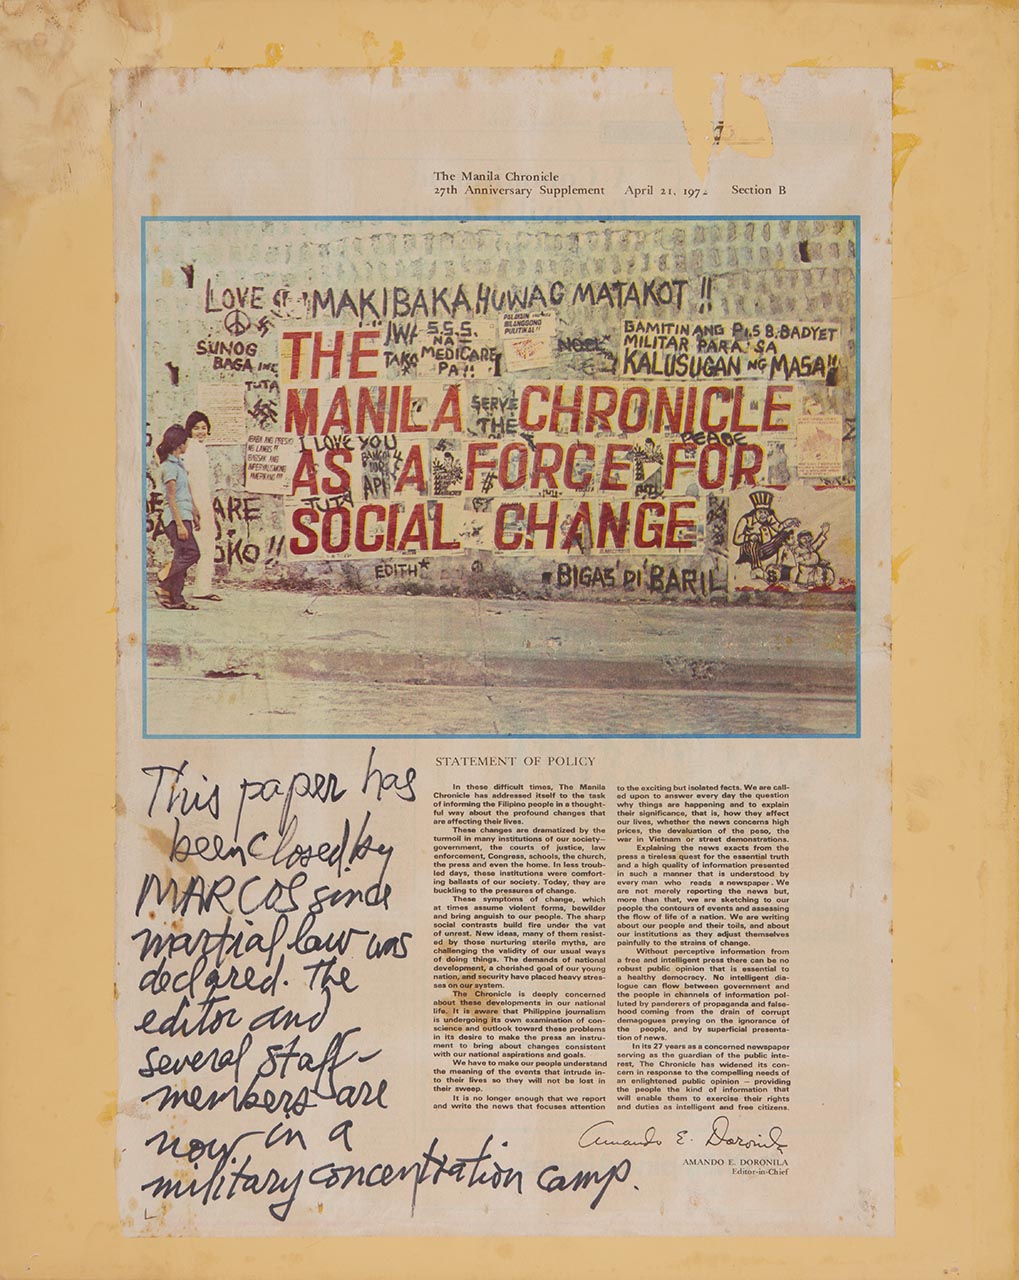 The Manila Chronicle
27th Anniversary Supplement April 21, 197 Section B
LOVE MAKIBAKA HUWAG MATAKOT !!
SUNOG
BAGA
TUTA
IWI
TAKO
S.S.S.
NA =
MEDICARE
PA!!
NOEL
GAMITIN ANG P1.5 B. BADYET
MILITAR PARA SA
KALUSUGAN NG MASA!!
THE
MANILA CHRONICLE
AS A FORCE FOR
SOCIAL CHANGE
SERVE
THE
I LOVE YOU
API
PEACE
TUTA
ARE
OKO!!
EDITH*
BIGAS 'DI' BARIL
STATEMENT OF POLICY
In these difficult times, The Manila
Chronicle has addressed itself to the task
of informing the Filipino people in a thought-
ful way about the profound changes that
are affecting their lives.
These changes are dramatized by the
turmoil in many institutions of our society—
government, the courts of justice, law
enforcement, Congress, schools, the church,
the press and even the home. In less troub-
led days, these institutions were comfort-
ing ballasts of our society. Today, they are
buckling to the pressures of change.
These symptoms of change, which
at times assume violent forms, bewilder
and bring anguish to our people. The sharp
social contrasts build fire under the vat
of unrest. New ideas, many of them resist-
ed by those nurturing sterile myths, are
challenging the validity of our usual ways
of doing things. The demands of national
development, a cherished goal of our young
nation, and security have placed heavy stres-
ses on our system.
The Chronicle is deeply concerned
about these developments in our national
life. It is aware that Philippine journalism
is undergoing its own examination of con-
science and outlook toward these problems
in its desire to make the press an instru-
ment to bring about changes consistent
with our national aspirations and goals.
We have to make our people understand
the meaning of the events that intrude in-
to their lives so they will not be lost in
their sweep.
It is no longer enough that we report
and write the news that focuses attention
to the exciting but isolated facts. We are call-
ed upon to answer every day the question
why things are happening and to explain
their significance, that is, how they affect
our lives, whether the news concerns high
prices, the devaluation of the peso, the
war in Vietnam or street demonstrations.
Explaining the news exacts from the
press a tireless quest for the essential truth
and a high quality of information presented
in such a manner that is understood by
every man who reads a newspaper. We
are not merely reporting the news but,
more than that, we are sketching to our
people the contours of events and assessing
the flow of life of a nation. We are writing
about our people and their toils, and about
our institutions as they adjust themselves
painfully to the strains of change.
Without perceptive information from
a free and intelligent press there can be no
robust public opinion that is essential to
a healthy democracy. No intelligent dia-
logue can flow between government and
the people in channels of information pol-
luted by panderers of propaganda and false-
hood coming from the drain of corrupt
demagogues preying on the ignorance of
the people, and by superficial presenta-
tion of news.
In its 27 years as a concerned newspaper
serving as the guardian of the public inte-
rest, The Chronicle has widened its con-
cern in response to the compelling needs of
an enlightened public opinion — providing
the people the kind of information that
will enable them to exercise their rights
and duties as intelligent and free citizens.
Amando E. Doronila
AMANDO E. DORONILA
Editor-in-Chief
This paper has
been closed by
MARCOS since
martial law was
declared. The
editor and
several staff-
members are
now in a
military concentration camp.